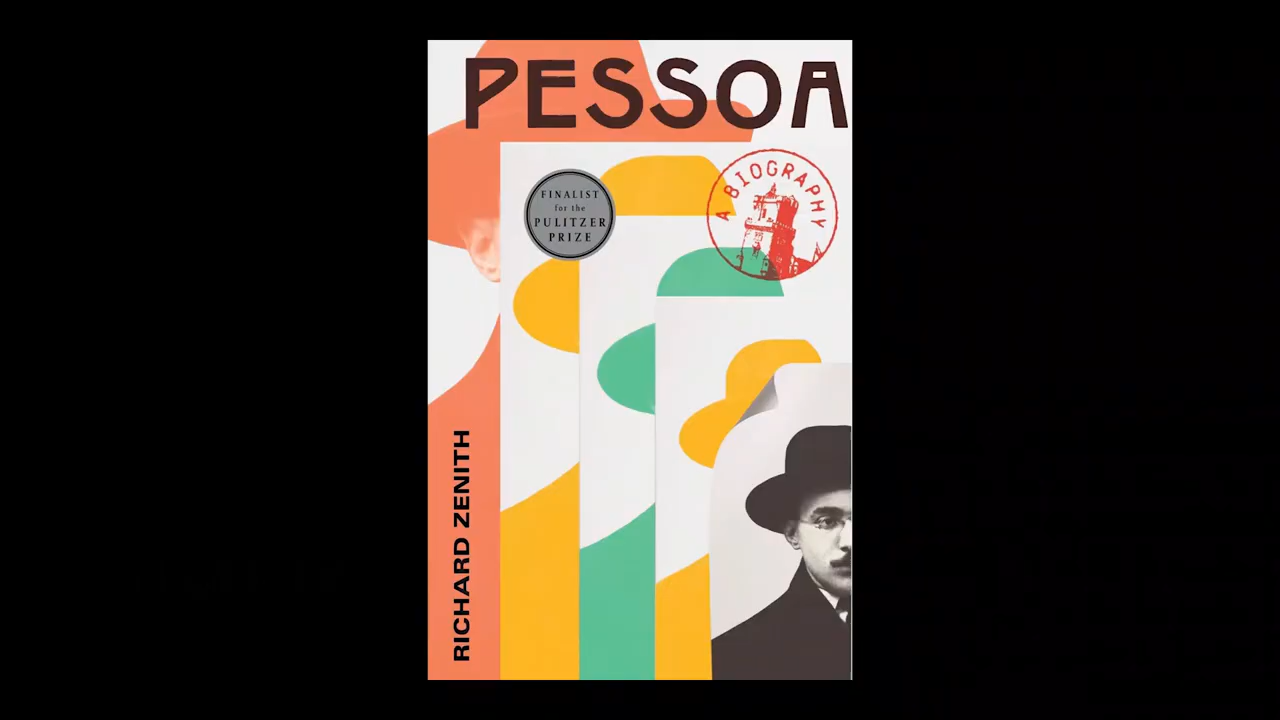 PESSOA
A BIOGRAPHY
FINALIST
for the
PULITZER
PRIZE
RICHARD ZENITH